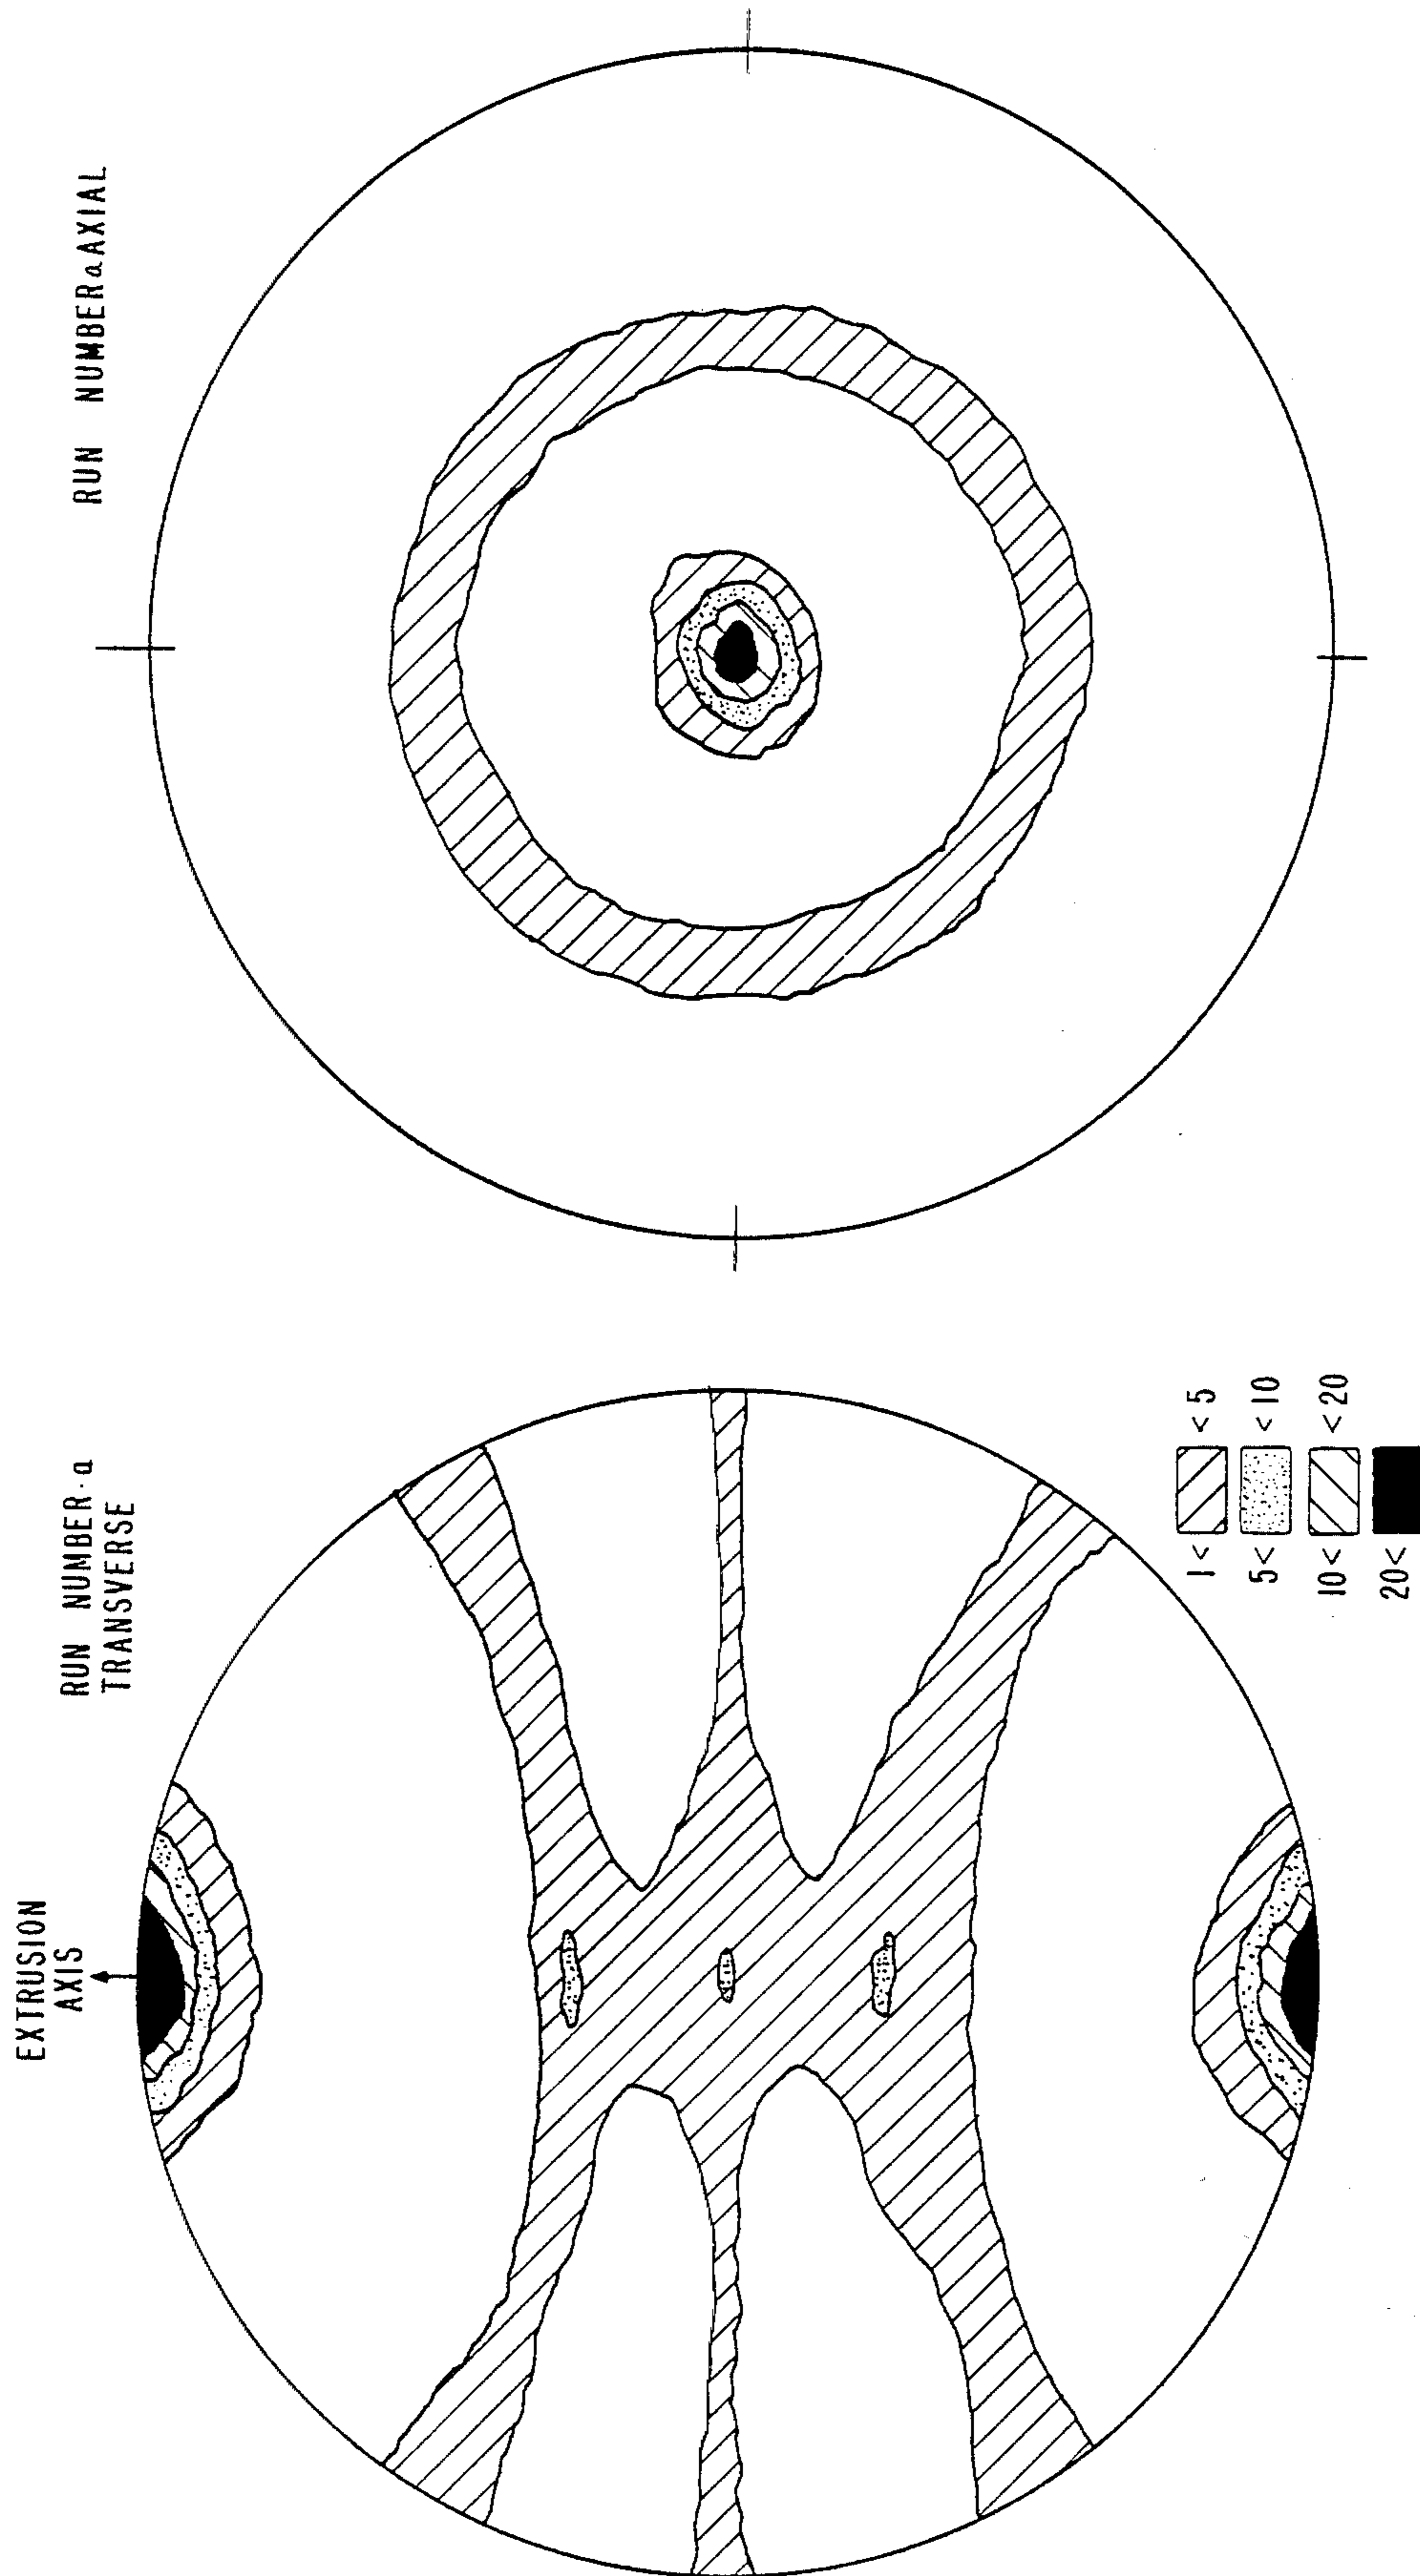 RUN NUMBER a AXIAL
RUN NUMBER·a
TRANSVERSE
EXTRUSION
AXIS
1< <5
5< <10
10< <20
20<